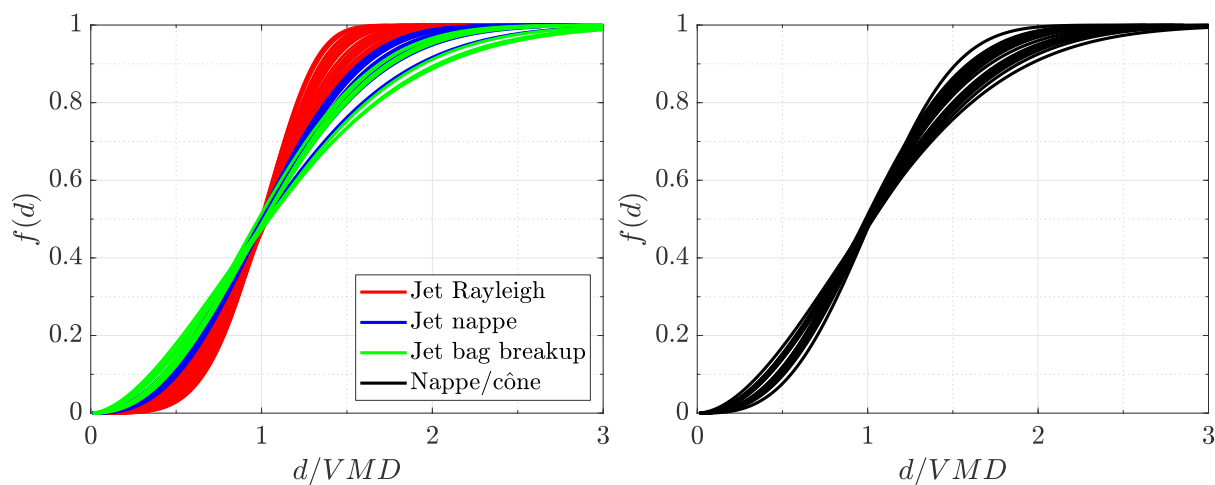 1
0.8
0.6
0.4
0.2
0
f(d)
0 1 2 3
d/VMD
Jet Rayleigh
Jet nappe
Jet bag breakup
Nappe/cône
1
0.8
0.6
0.4
0.2
0
f(d)
0 1 2 3
d/VMD